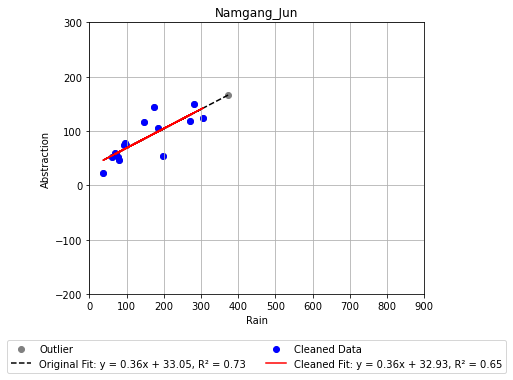 Namgang_Jun
300
200
100
0
−100
−200
Abstraction
0 100 200 300 400 500 600 700 800 900
Rain
Outlier Cleaned Data
Original Fit: y = 0.36x + 33.05, R² = 0.73 Cleaned Fit: y = 0.36x + 32.93, R² = 0.65